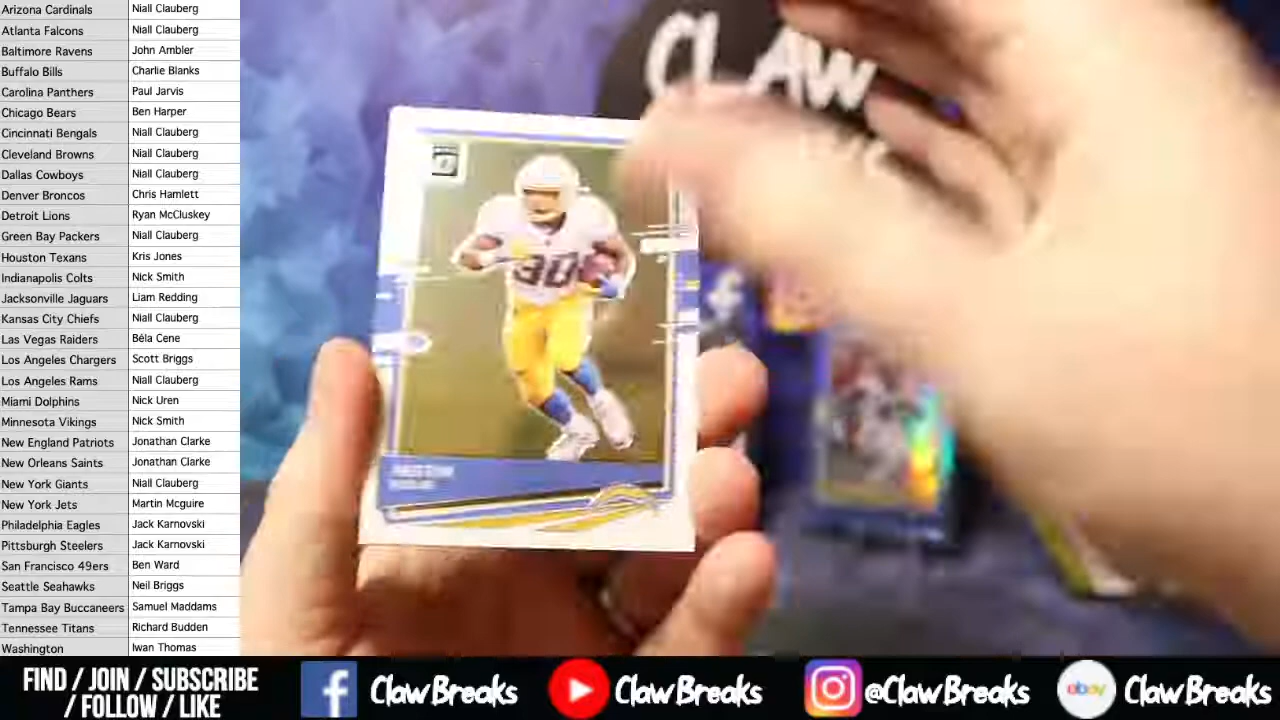 Arizona Cardinals Niall Clauberg
Atlanta Falcons Niall Clauberg
Baltimore Ravens John Ambler
Buffalo Bills Charlie Blanks
Carolina Panthers Paul Jarvis
Chicago Bears Ben Harper
Cincinnati Bengals Niall Clauberg
Cleveland Browns Niall Clauberg
Dallas Cowboys Niall Clauberg
Denver Broncos Chris Hamlett
Detroit Lions Ryan McCluskey
Green Bay Packers Niall Clauberg
Houston Texans Kris Jones
Indianapolis Colts Nick Smith
Jacksonville Jaguars Liam Redding
Kansas City Chiefs Niall Clauberg
Las Vegas Raiders Béla Cene
Los Angeles Chargers Scott Briggs
Los Angeles Rams Niall Clauberg
Miami Dolphins Nick Uren
Minnesota Vikings Nick Smith
New England Patriots Jonathan Clarke
New Orleans Saints Jonathan Clarke
New York Giants Niall Clauberg
New York Jets Martin Mcguire
Philadelphia Eagles Jack Karnovski
Pittsburgh Steelers Jack Karnovski
San Francisco 49ers Ben Ward
Seattle Seahawks Neil Briggs
Tampa Bay Buccaneers Samuel Maddams
Tennessee Titans Richard Budden
Washington Iwan Thomas
CLAW
30
FIND / JOIN / SUBSCRIBE
/ FOLLOW / LIKE
ClawBreaks
ClawBreaks
@ClawBreaks
ebay
ClawBreaks